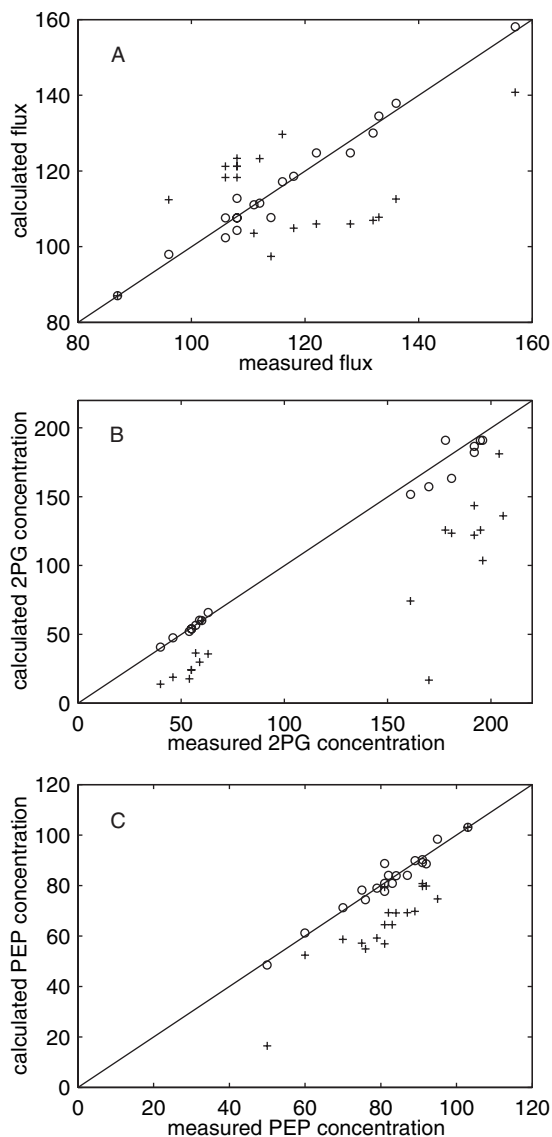 160
A
140
calculated flux
120
100
80
80 100 120 140 160
measured flux
200
B
150
calculated 2PG concentration
100
50
0
0 50 100 150 200
measured 2PG concentration
120
C
100
calculated PEP concentration
80
60
40
20
0
0 20 40 60 80 100 120
measured PEP concentration